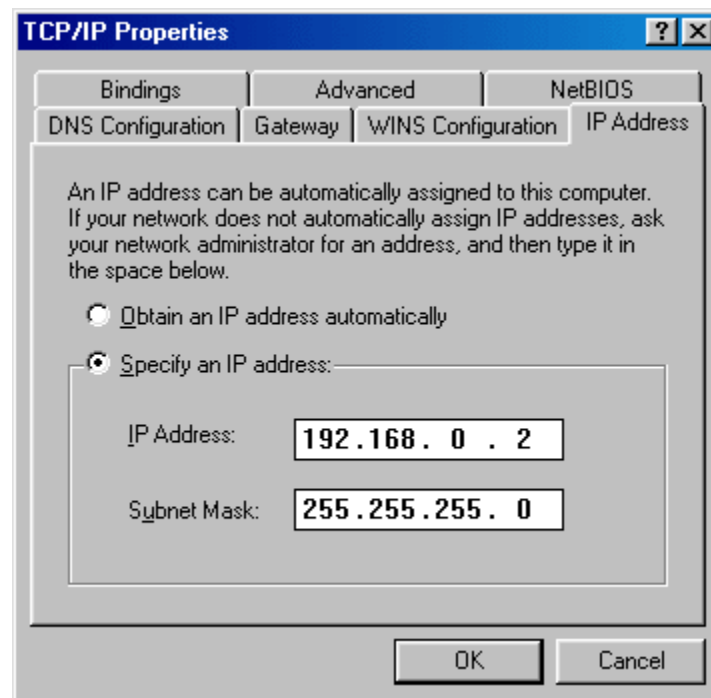 TCP/IP Properties
? X
Bindings Advanced NetBIOS
DNS Configuration Gateway WINS Configuration IP Address
An IP address can be automatically assigned to this computer.
If your network does not automatically assign IP addresses, ask
your network administrator for an address, and then type it in
the space below.
Obtain an IP address automatically
Specify an IP address:
IP Address: 192.168. 0 . 2
Subnet Mask: 255.255.255. 0
OK Cancel